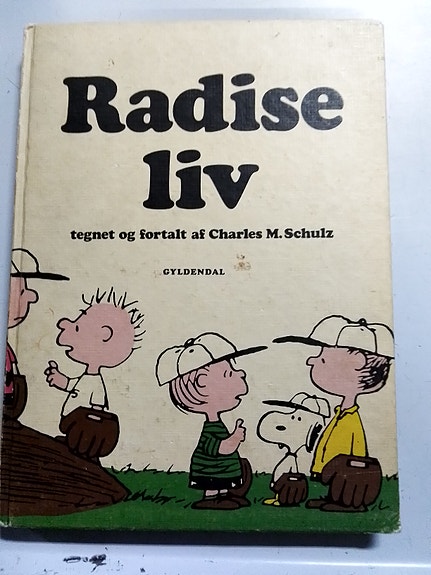 Radise
liv
tegnet og fortalt af Charles M. Schulz
GYLDENDAL